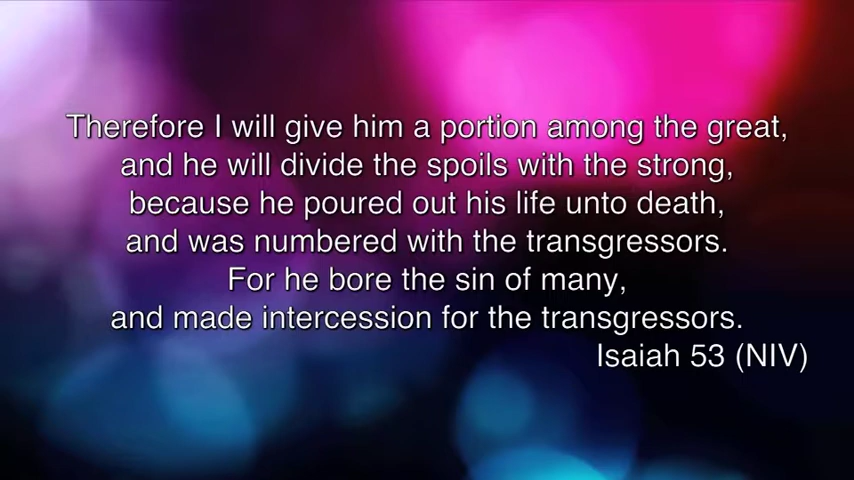 Therefore I will give him a portion among the great,
and he will divide the spoils with the strong,
because he poured out his life unto death,
and was numbered with the transgressors.
For he bore the sin of many,
and made intercession for the transgressors.
Isaiah 53 (NIV)